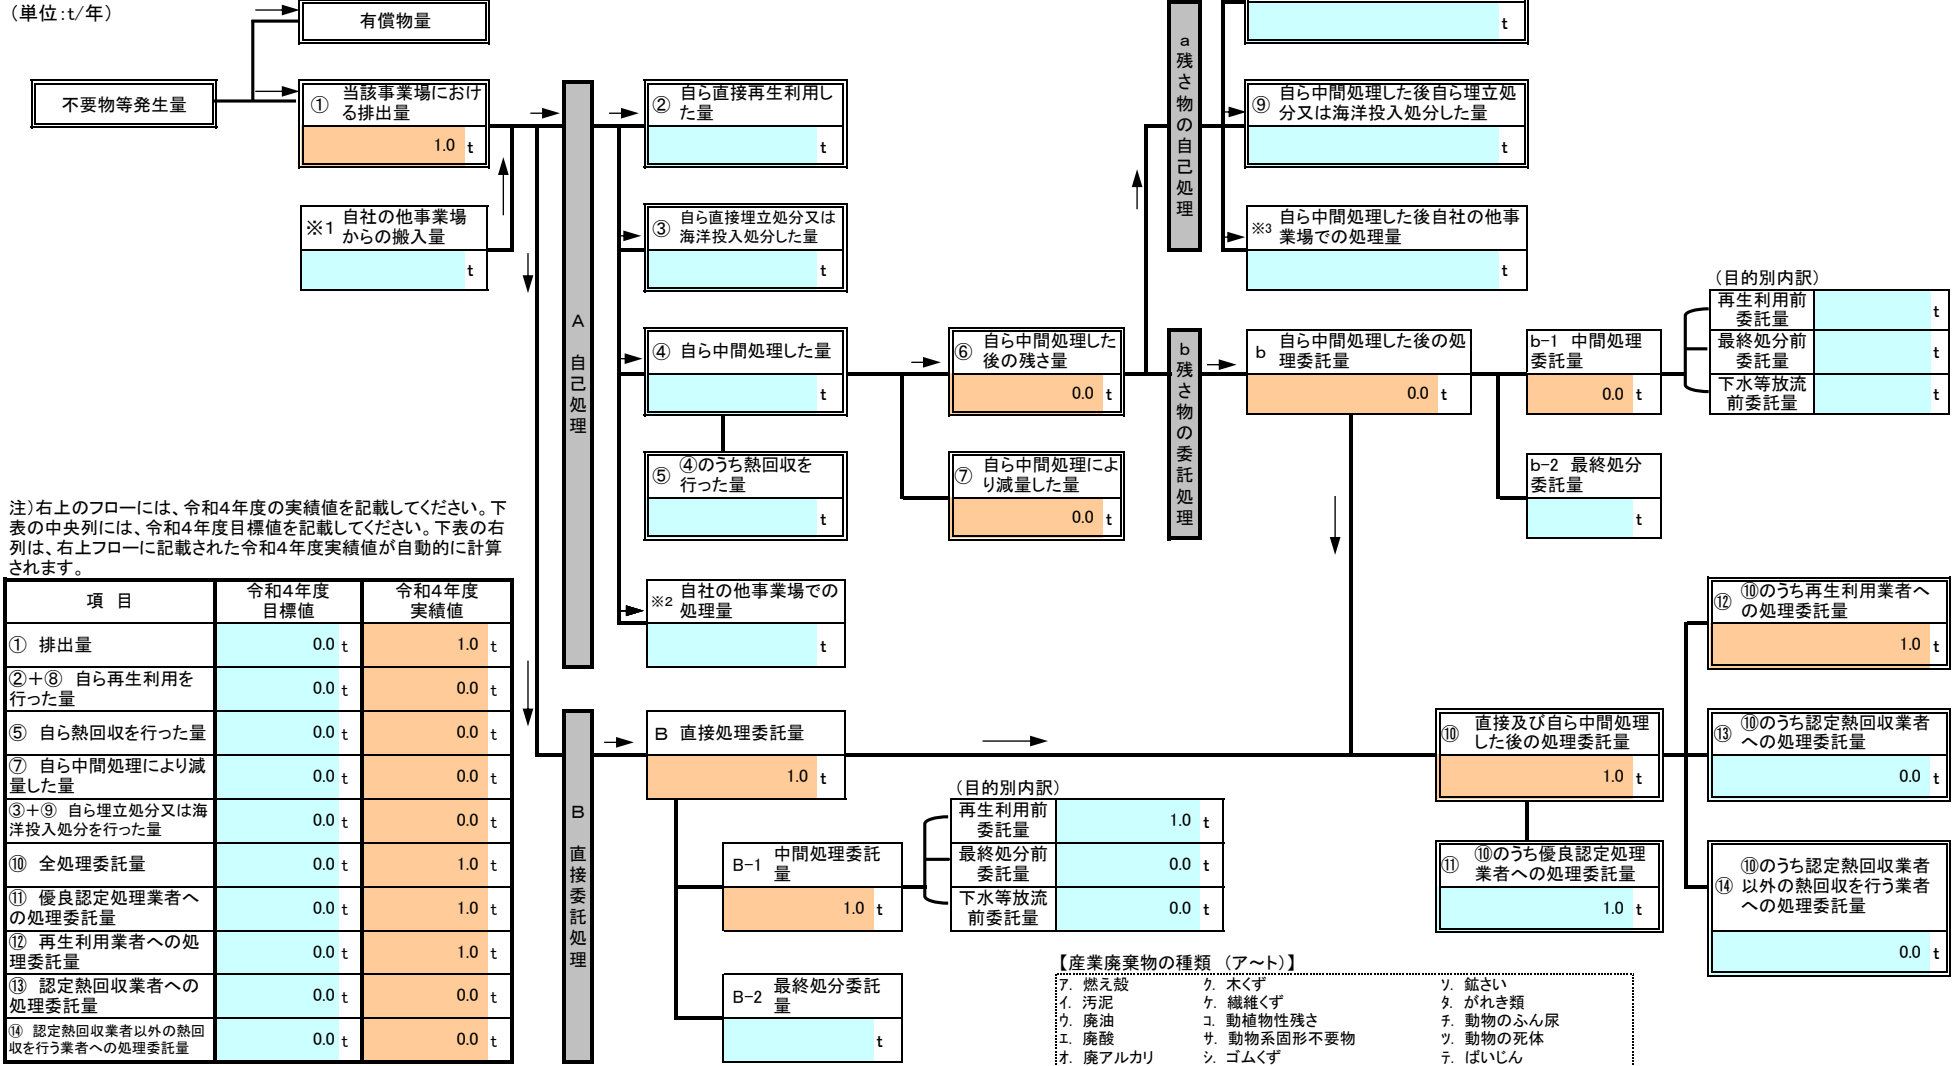 (単位:t/年)
有償物量
不要物等発生量
① 当該事業場におけ
る排出量
1.0 t
※1 自社の他事業場
からの搬入量
t
A 自己処理
② 自ら直接再生利用し
た量
t
③ 自ら直接埋立処分又は
海洋投入処分した量
t
④ 自ら中間処理した量
t
⑤ ④のうち熱回収を
行った量
t
※2 自社の他事業場での
処理量
t
⑥ 自ら中間処理した
後の残さ量
0.0 t
⑦ 自ら中間処理によ
り減量した量
0.0 t
a 残さ物の自己処理
t
⑨ 自ら中間処理した後自ら埋立処
分又は海洋投入処分した量
t
※3 自ら中間処理した後自社の他事
業場での処理量
t
b 残さ物の委託処理
b 自ら中間処理した後の処
理委託量
0.0 t
b-1 中間処理
委託量
0.0 t
b-2 最終処分
委託量
t
(目的別内訳)
再生利用前
委託量
t
最終処分前
委託量
t
下水等放流
前委託量
t
注)右上のフローには、令和4年度の実績値を記載してください。下
表の中央列には、令和4年度目標値を記載してください。下表の右
列は、右上フローに記載された令和4年度実績値が自動的に計算
されます。
項 目 令和4年度
目標値 令和4年度
実績値
① 排出量 0.0 t 1.0 t
②+⑧ 自ら再生利用を
行った量 0.0 t 0.0 t
⑤ 自ら熱回収を行った量 0.0 t 0.0 t
⑦ 自ら中間処理により減
量した量 0.0 t 0.0 t
③+⑨ 自ら埋立処分又は海
洋投入処分を行った量 0.0 t 0.0 t
⑩ 全処理委託量 0.0 t 1.0 t
⑪ 優良認定処理業者へ
の処理委託量 0.0 t 1.0 t
⑫ 再生利用業者への処
理委託量 0.0 t 1.0 t
⑬ 認定熱回収業者への
処理委託量 0.0 t 0.0 t
⑭ 認定熱回収業者以外の熱回
収を行う業者への処理委託量 0.0 t 0.0 t
B 直接委託処理
B 直接処理委託量
1.0 t
B-1 中間処理委託
量
1.0 t
B-2 最終処分委託
量
t
(目的別内訳)
再生利用前
委託量
1.0 t
最終処分前
委託量
0.0 t
下水等放流
前委託量
0.0 t
⑩ 直接及び自ら中間処理
した後の処理委託量
1.0 t
⑪ ⑩のうち優良認定処理
業者への処理委託量
1.0 t
⑫ ⑩のうち再生利用業者へ
の処理委託量
1.0 t
⑬ ⑩のうち認定熱回収業者
への処理委託量
0.0 t
⑭ ⑩のうち認定熱回収業者
以外の熱回収を行う業者
への処理委託量
0.0 t
【産業廃棄物の種類 (ア~ト)】
ア. 燃え殻 ク. 木くず ソ. 鉱さい
イ. 汚泥 ケ. 繊維くず タ. がれき類
ウ. 廃油 コ. 動植物性残さ チ. 動物のふん尿
エ. 廃酸 サ. 動物系固形不要物 ツ. 動物の死体
オ. 廃アルカリ シ. ゴムくず テ. ばいじん